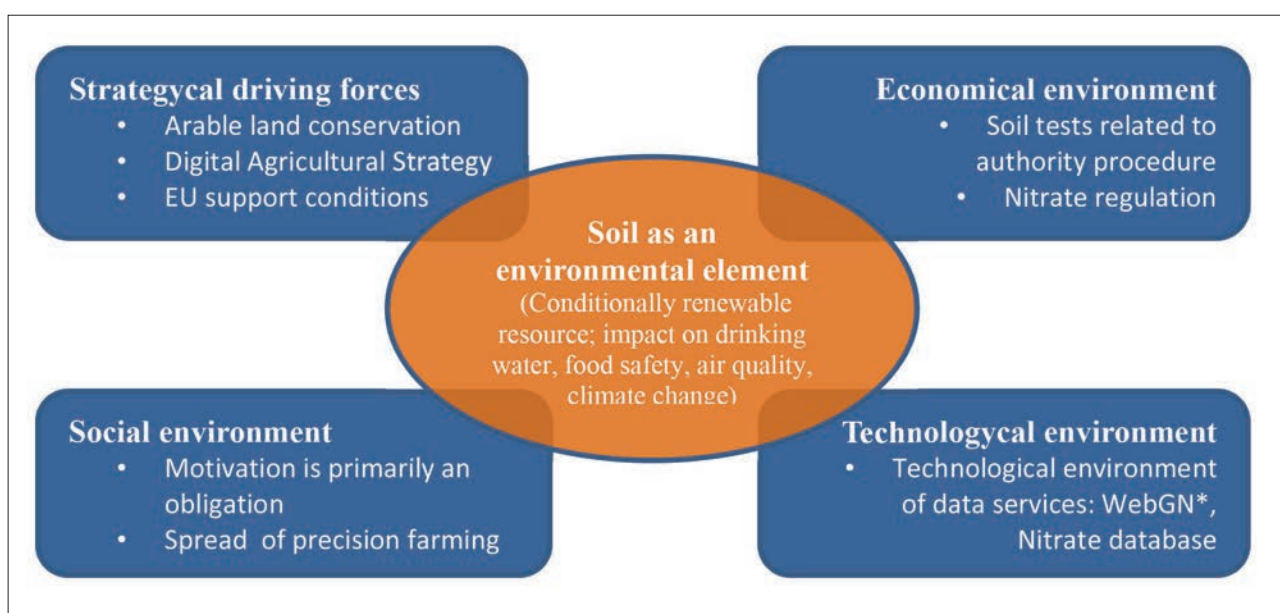 Strategycal driving forces
• Arable land conservation
• Digital Agricultural Strategy
• EU support conditions
Economical environment
• Soil tests related to
authority procedure
• Nitrate regulation
Soil as an
environmental element
(Conditionally renewable
resource; impact on drinking
water, food safety, air quality,
climate change)
Social environment
• Motivation is primarily an
obligation
• Spread of precision farming
Technologycal environment
• Technological environment
of data services: WebGN*,
Nitrate database